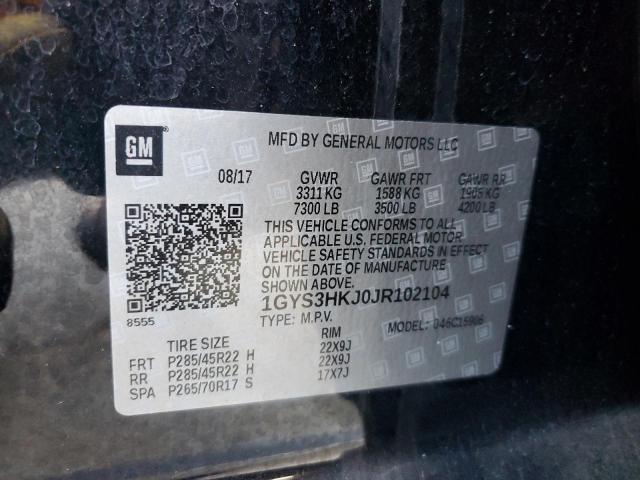 GM
MFD BY GENERAL MOTORS LLC
08/17 GVWR GAWR FRT GAWR RR
3311 KG 1588 KG 1905 KG
7300 LB 3500 LB 4200 LB
THIS VEHICLE CONFORMS TO ALL
APPLICABLE U.S. FEDERAL MOTOR
VEHICLE SAFETY STANDARDS IN EFFECT
ON THE DATE OF MANUFACTURE
SHOWN ABOVE.
8555
1GYS3HKJ0JR102104
TYPE: M.P.V. MODEL:
TIRE SIZE RIM
FRT P285/45R22 H 22X9J
RR P285/45R22 H 22X9J
SPA P265/70R17 S 17X7J